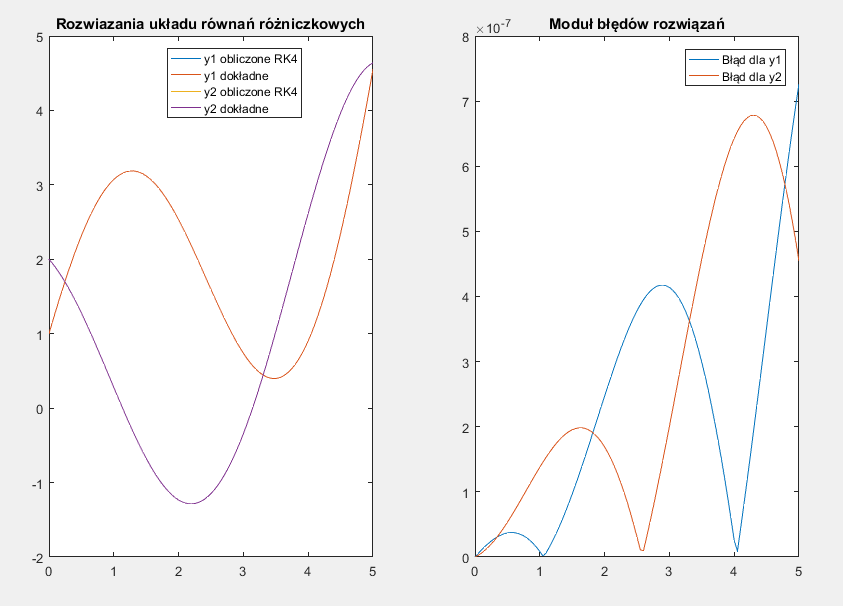 Rozwiazania układu równań różniczkowych
5
4
3
2
1
0
-1
-2
0 1 2 3 4 5
y1 obliczone RK4
y1 dokładne
y2 obliczone RK4
y2 dokładne
Moduł błędów rozwiązań
×10-7
8
7
6
5
4
3
2
1
0
0 1 2 3 4 5
Błąd dla y1
Błąd dla y2